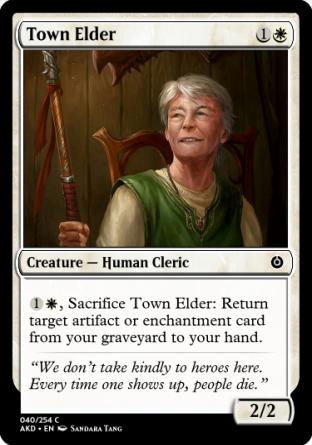 Town Elder 1
Creature — Human Cleric
1, Sacrifice Town Elder: Return
target artifact or enchantment card
from your graveyard to your hand.
“We don’t take kindly to heroes here.
Every time one shows up, people die.”
2/2
040/254 C
AKD • EN SANDARA TANG